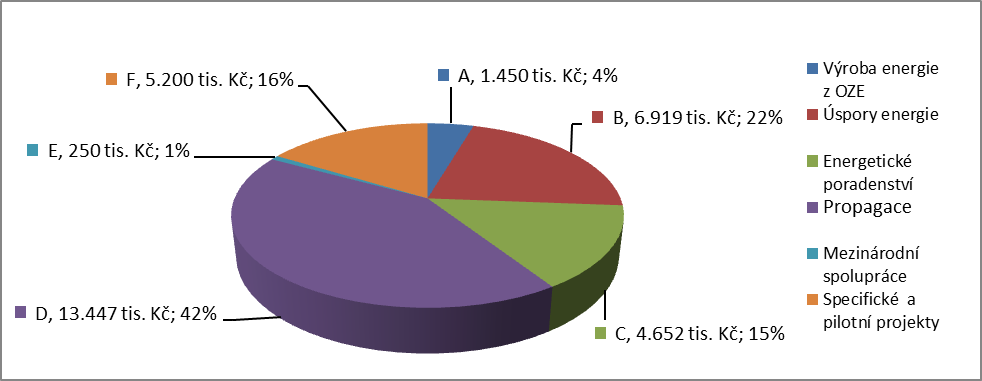 F, 5.200 tis. Kč; 16%
A, 1.450 tis. Kč; 4%
B, 6.919 tis. Kč; 22%
E, 250 tis. Kč; 1%
D, 13.447 tis. Kč; 42%
C, 4.652 tis. Kč; 15%
Výroba energie
z OZE
Úspory energie
Energetické
poradenství
Propagace
Mezinárodní
spolupráce
Specifické a
pilotní projekty